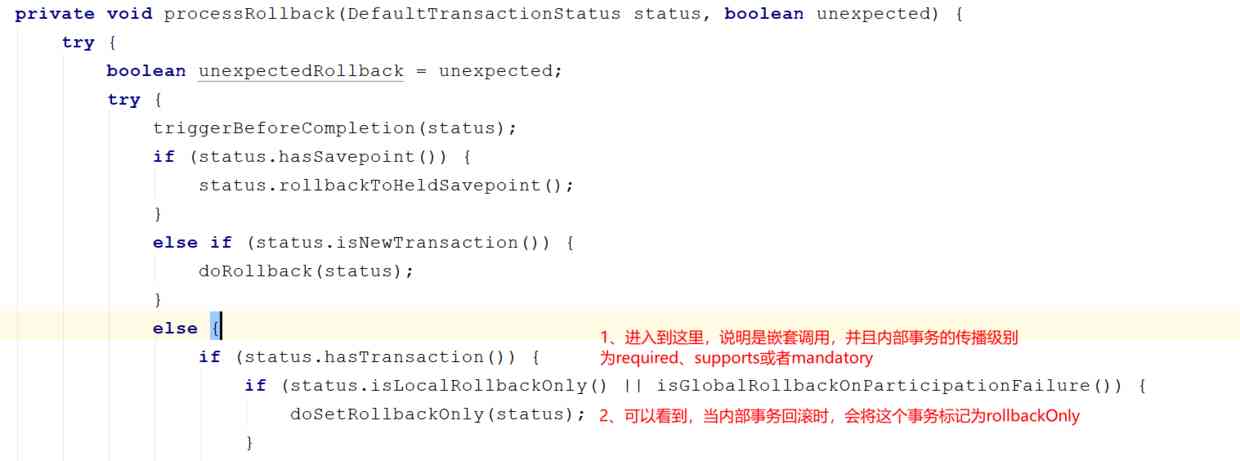 private void processRollback(DefaultTransactionStatus status, boolean unexpected) {
try {
boolean unexpectedRollback = unexpected;
try {
triggerBeforeCompletion(status);
if (status.hasSavepoint()) {
status.rollbackToHeldSavepoint();
}
else if (status.isNewTransaction()) {
doRollback(status);
}
else {
1、进入到这里，说明是嵌套调用，并且内部事务的传播级别
为required、supports或者mandatory
if (status.hasTransaction()) {
if (status.isLocalRollbackOnly() || isGlobalRollbackOnParticipationFailure()) {
doSetRollbackOnly(status); 2、可以看到，当内部事务回滚时，会将这个事务标记为rollbackOnly
}